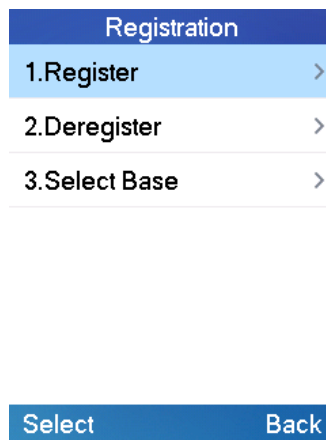 Registration
1.Register
2.Deregister
3.Select Base
Select Back